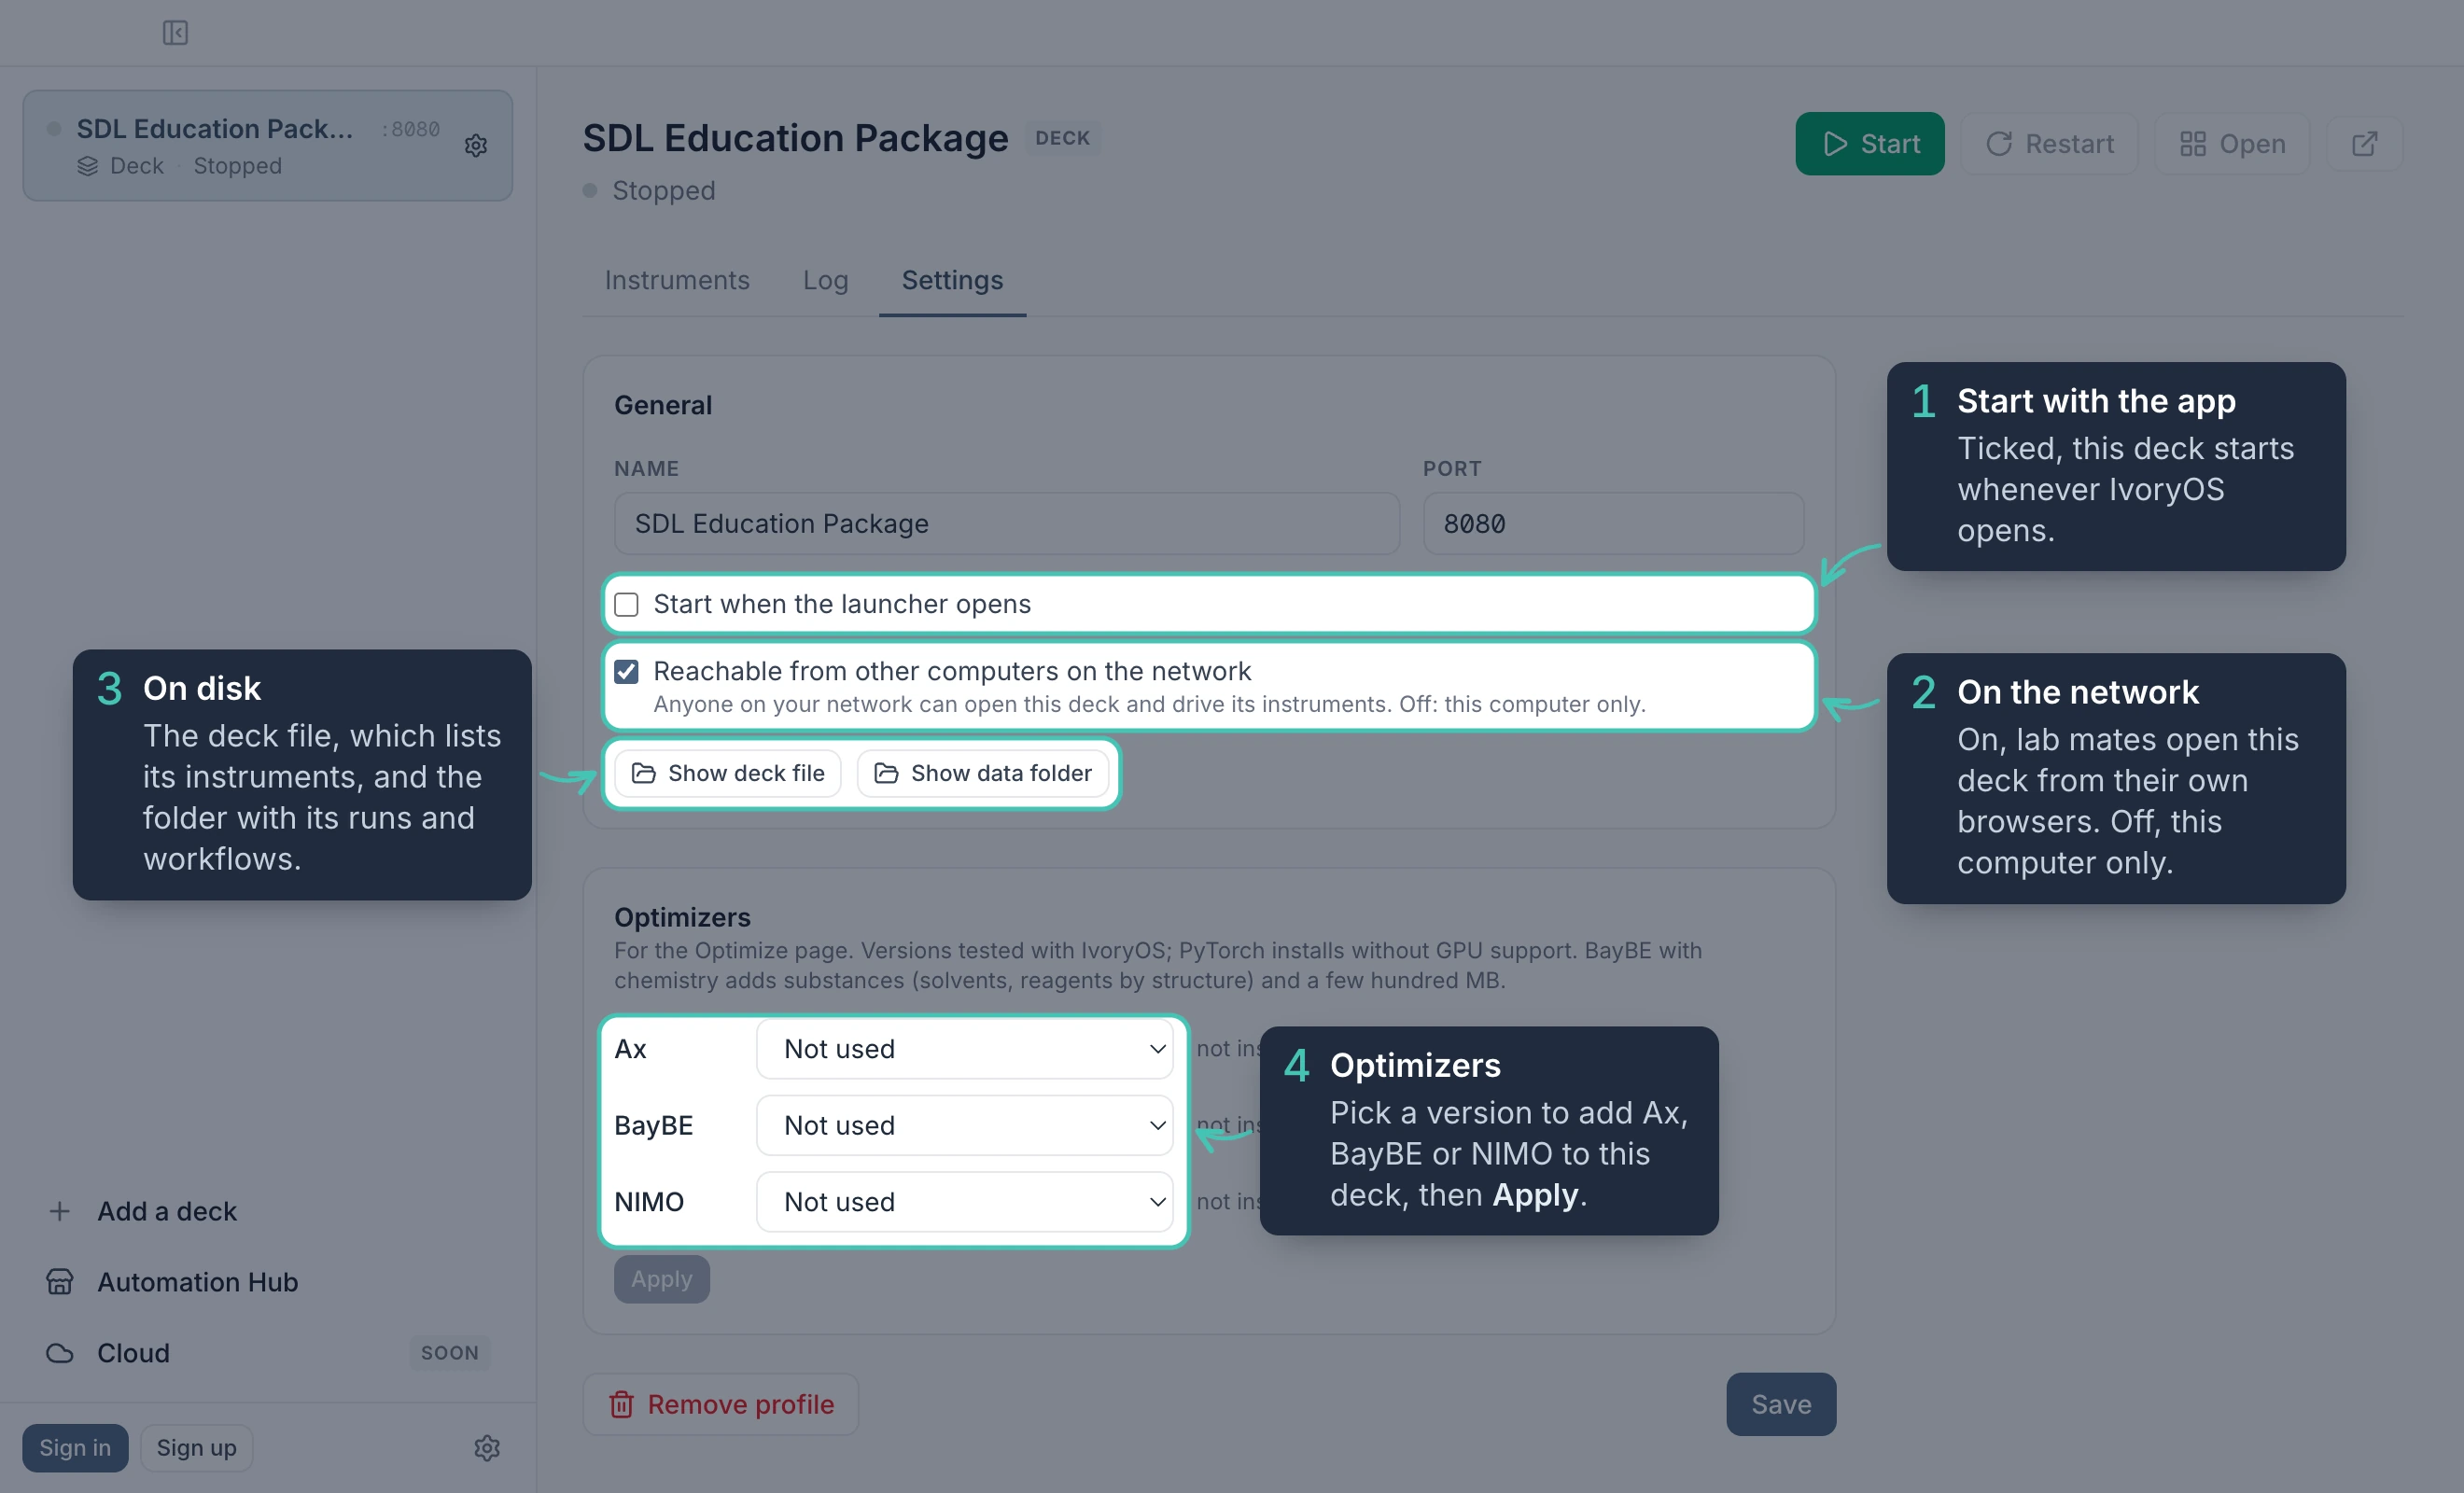 SDL Education Pack... :8080
Deck · Stopped
SDL Education Package DECK
Stopped
Start Restart Open
Instruments Log Settings
General
NAME PORT
SDL Education Package 8080
Start when the launcher opens
Reachable from other computers on the network
Anyone on your network can open this deck and drive its instruments. Off: this computer only.
Show deck file Show data folder
1 Start with the app
Ticked, this deck starts
whenever IvoryOS
opens.
2 On the network
On, lab mates open this
deck from their own
browsers. Off, this
computer only.
3 On disk
The deck file, which lists
its instruments, and the
folder with its runs and
workflows.
Optimizers
For the Optimize page. Versions tested with IvoryOS; PyTorch installs without GPU support. BayBE with
chemistry adds substances (solvents, reagents by structure) and a few hundred MB.
Ax Not used not
BayBE Not used not
NIMO Not used not
4 Optimizers
Pick a version to add Ax,
BayBE or NIMO to this
deck, then Apply.
Apply
Remove profile Save
Add a deck
Automation Hub
Cloud SOON
Sign in Sign up